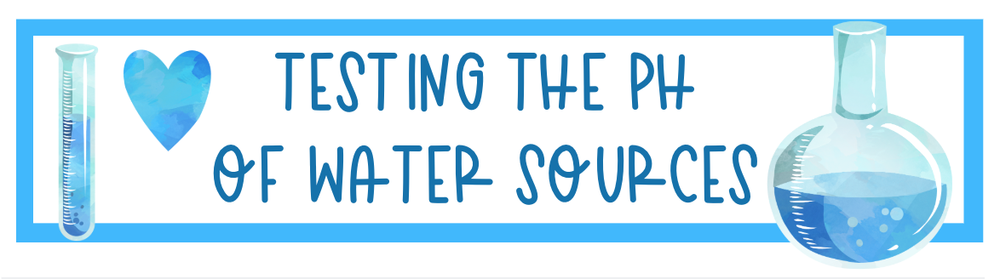 TESTING THE PH
OF WATER SOURCES